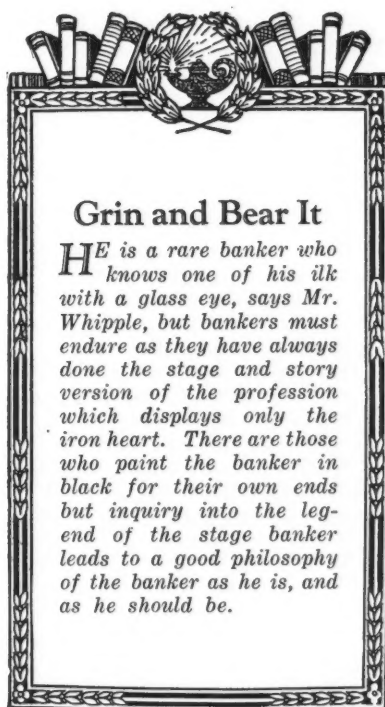 Grin and Bear It
HE is a rare banker who
knows one of his ilk
with a glass eye, says Mr.
Whipple, but bankers must
endure as they have always
done the stage and story
version of the profession
which displays only the
iron heart. There are those
who paint the banker in
black for their own ends
but inquiry into the leg-
end of the stage banker
leads to a good philosophy
of the banker as he is, and
as he should be.